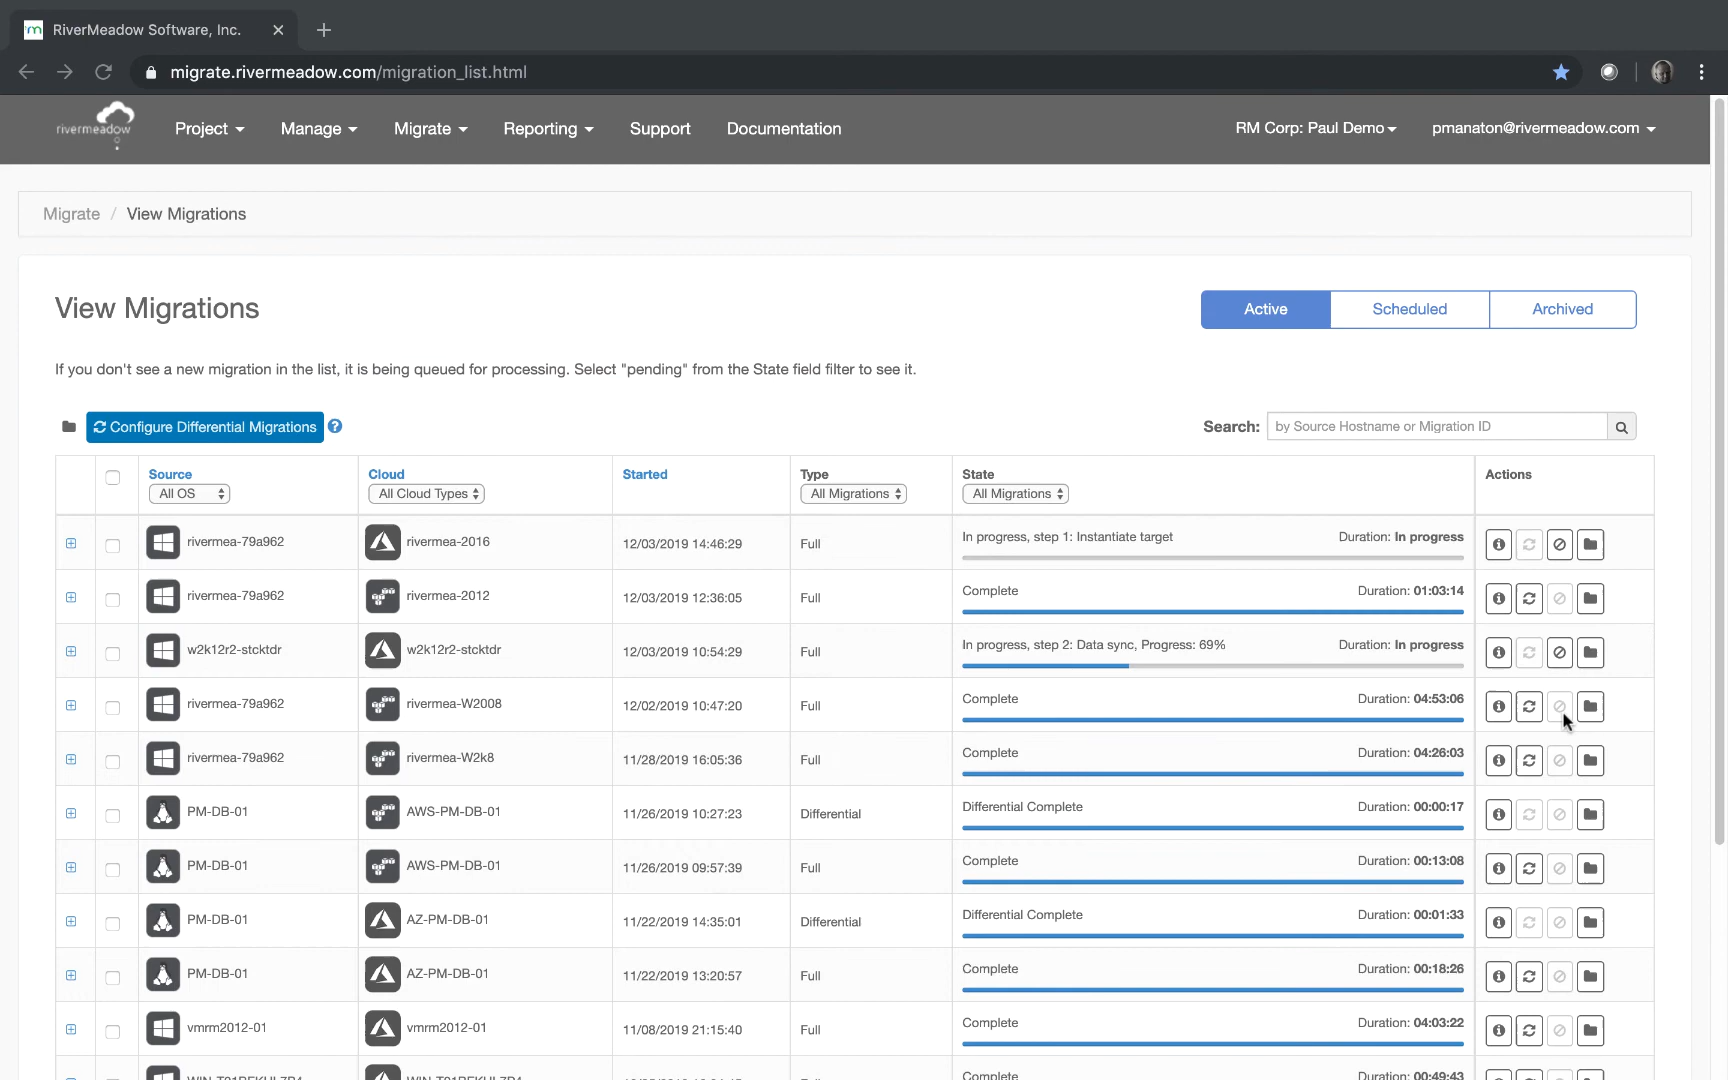 RiverMeadow Software, Inc.
migrate.rivermeadow.com/migration_list.html
rivermeadow
Project
Manage
Migrate
Reporting
Support
Documentation
RM Corp: Paul Demo
pmanaton@rivermeadow.com
Migrate / View Migrations
View Migrations
Active
Scheduled
Archived
If you don't see a new migration in the list, it is being queued for processing. Select "pending" from the State field filter to see it.
Configure Differential Migrations
Search: by Source Hostname or Migration ID
Source Cloud Started Type State Actions
All OS All Cloud Types All Migrations All Migrations
rivermea-79a962 rivermea-2016 12/03/2019 14:46:29 Full In progress, step 1: Instantiate target Duration: In progress
rivermea-79a962 rivermea-2012 12/03/2019 12:36:05 Full Complete Duration: 01:03:14
w2k12r2-stcktdr w2k12r2-stcktdr 12/03/2019 10:54:29 Full In progress, step 2: Data sync, Progress: 69% Duration: In progress
rivermea-79a962 rivermea-W2008 12/02/2019 10:47:20 Full Complete Duration: 04:53:06
rivermea-79a962 rivermea-W2k8 11/28/2019 16:05:36 Full Complete Duration: 04:26:03
PM-DB-01 AWS-PM-DB-01 11/26/2019 10:27:23 Differential Differential Complete Duration: 00:00:17
PM-DB-01 AWS-PM-DB-01 11/26/2019 09:57:39 Full Complete Duration: 00:13:08
PM-DB-01 AZ-PM-DB-01 11/22/2019 14:35:01 Differential Differential Complete Duration: 00:01:33
PM-DB-01 AZ-PM-DB-01 11/22/2019 13:20:57 Full Complete Duration: 00:18:26
vmrm2012-01 vmrm2012-01 11/08/2019 21:15:40 Full Complete Duration: 04:03:22
Complete Duration: 00:49:43